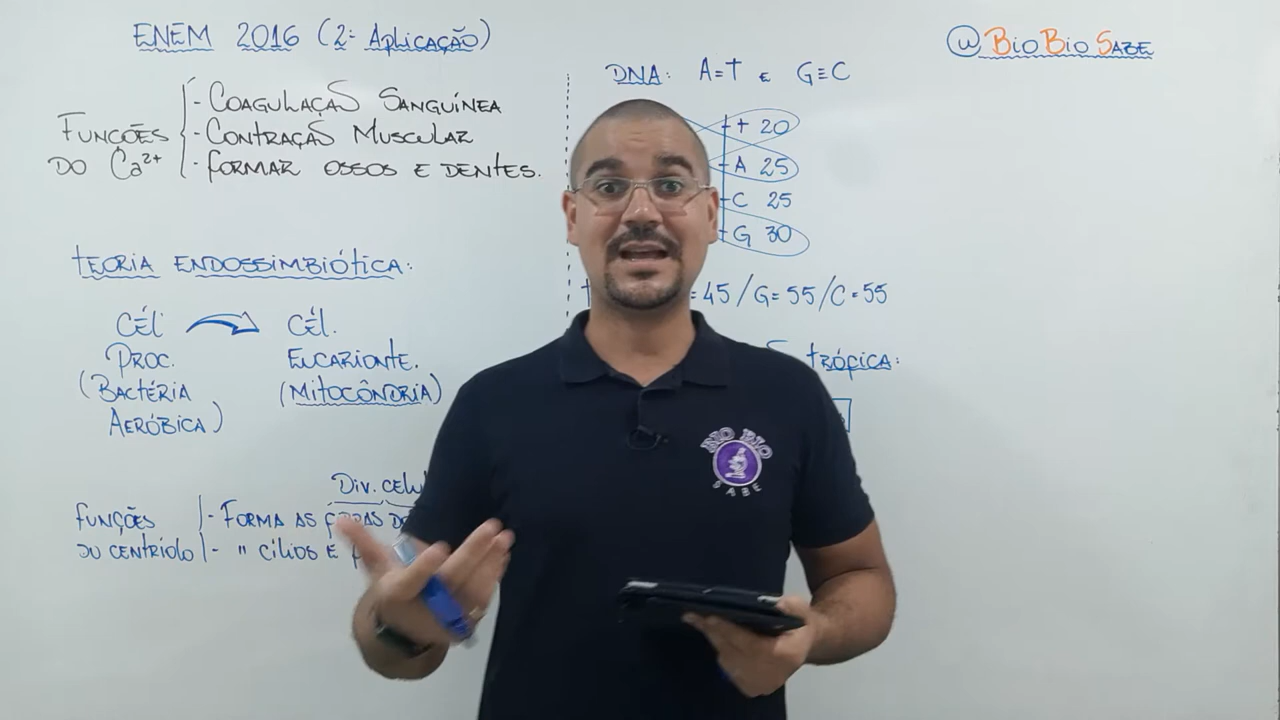 ENEM 2016 (2ª APLICAÇÃO)
@BIOBIOSABE
FUNÇÕES DO Ca²⁺
- COAGULAÇÃO SANGUÍNEA
- CONTRAÇÃO MUSCULAR
- FORMAR OSSOS E DENTES.
TEORIA ENDOSSIMBIÓTICA:
CÉL. PROC. (BACTÉRIA AERÓBICA)
CÉL. EUCARIONTE. (MITOCÔNDRIA)
DIV.
FUNÇÕES DO CENTRÍOLO
- FORMA AS FIBRAS
- " CÍLIOS E
DNA: A=T E G≡C
T 20
A 25
C 25
G 30
= 45 / G = 55 / C = 55
TRÓFICA:
BIO BIO
SABE